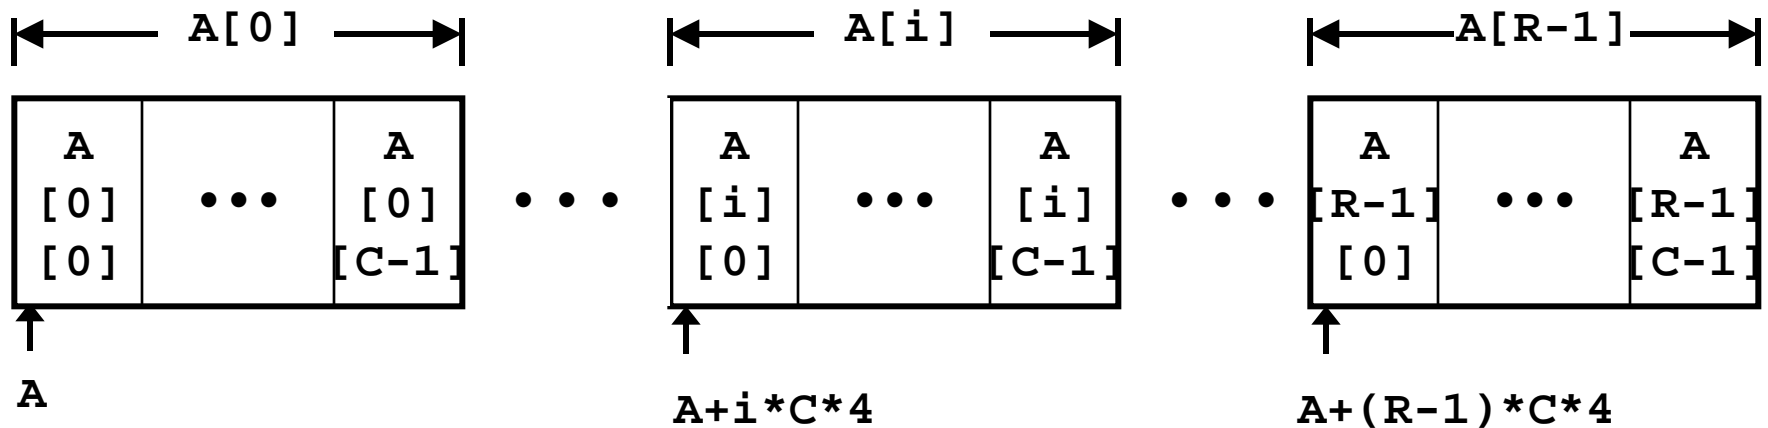 A[0] A[i] A[R-1]
A ••• A • • • A ••• A • • • A ••• A
[0] [0] [i] [i] [R-1] [R-1]
[0] [C-1] [0] [C-1] [0] [C-1]
A A+i*C*4 A+(R-1)*C*4